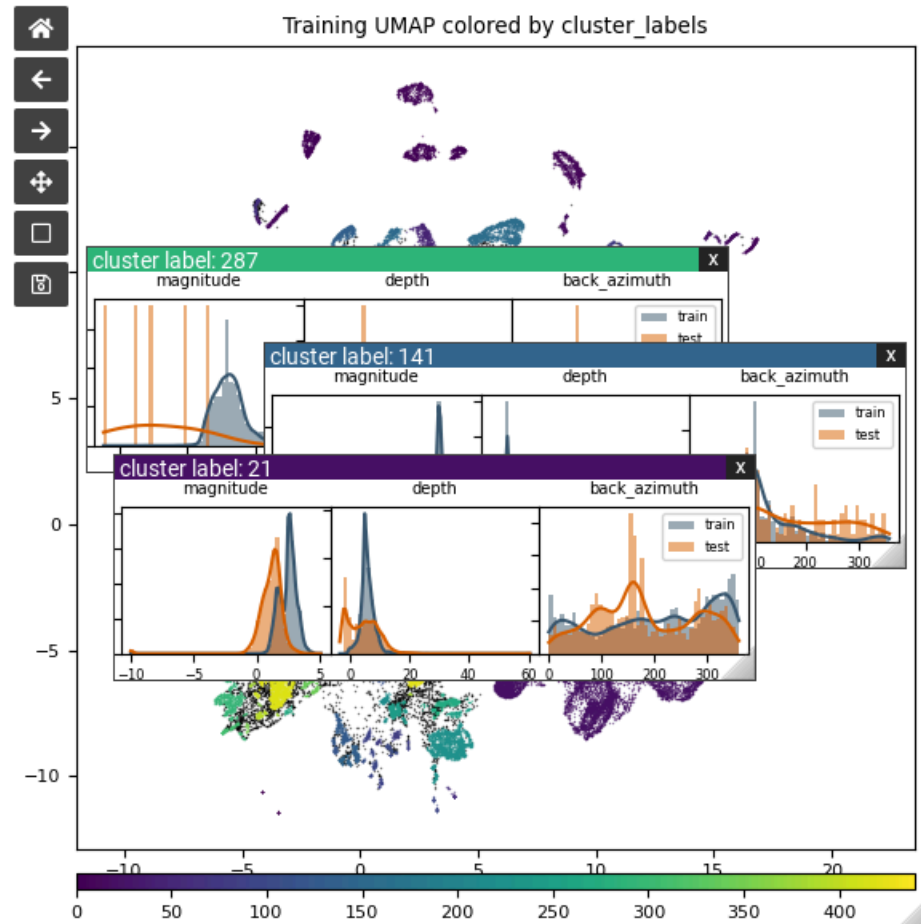 Training UMAP colored by cluster_labels
cluster label: 287
X
magnitude
depth
back_azimuth
train
test
cluster label: 141
X
magnitude
depth
back_azimuth
train
test
5
cluster label: 21
X
magnitude
depth
back_azimuth
train
test
0
0 200 300
−5
−10 −5 0 5
0 20 40 60
0 100 200 300
−10
−10 −5 0 5 10 15 20
0 50 100 150 200 250 300 350 400